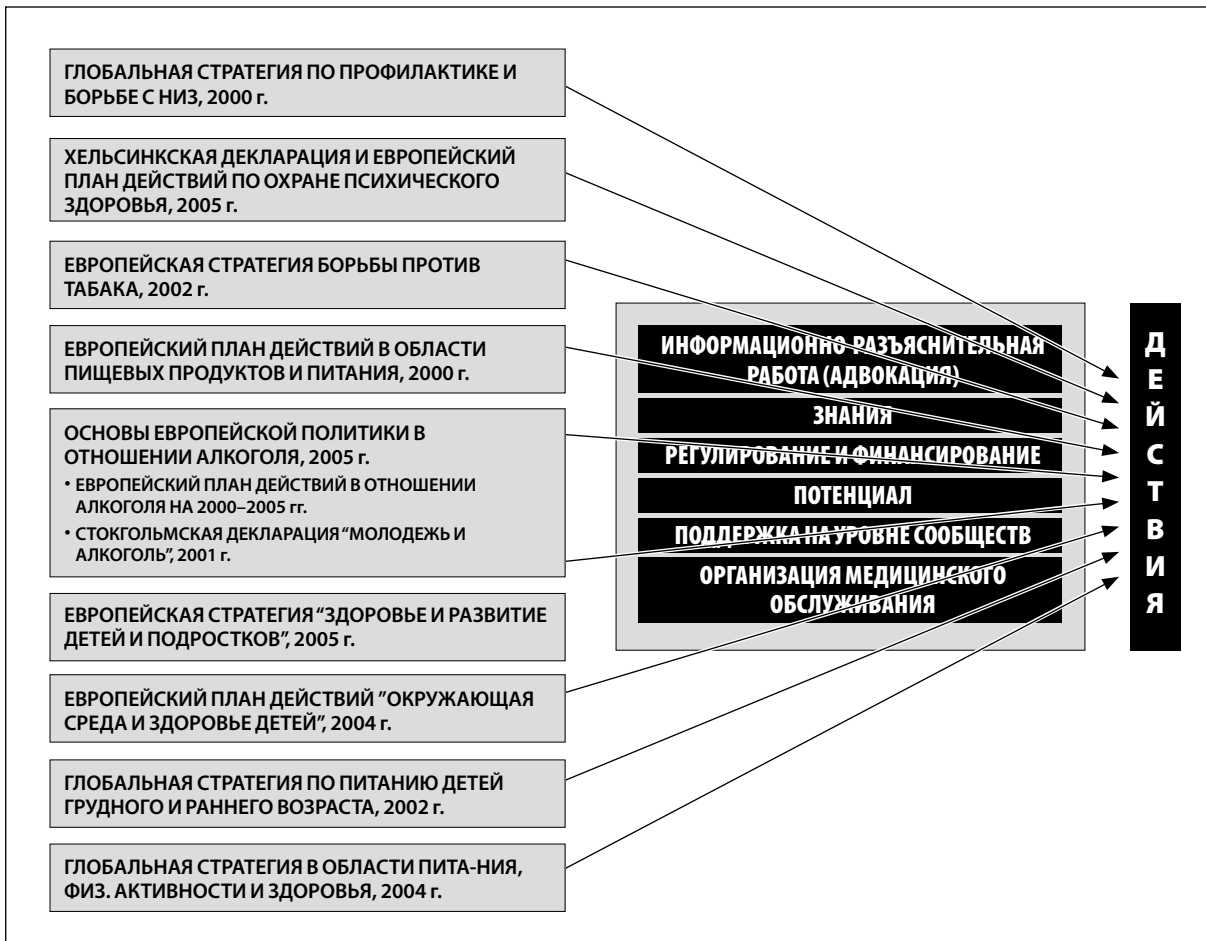 ГЛОБАЛЬНАЯ СТРАТЕГИЯ ПО ПРОФИЛАКТИКЕ И
БОРЬБЕ С НИЗ, 2000 г.
ХЕЛЬСИНКСКАЯ ДЕКЛАРАЦИЯ И ЕВРОПЕЙСКИЙ
ПЛАН ДЕЙСТВИЙ ПО ОХРАНЕ ПСИХИЧЕСКОГО
ЗДОРОВЬЯ, 2005 г.
ЕВРОПЕЙСКАЯ СТРАТЕГИЯ БОРЬБЫ ПРОТИВ
ТАБАКА, 2002 г.
ЕВРОПЕЙСКИЙ ПЛАН ДЕЙСТВИЙ В ОБЛАСТИ
ПИЩЕВЫХ ПРОДУКТОВ И ПИТАНИЯ, 2000 г.
ОСНОВЫ ЕВРОПЕЙСКОЙ ПОЛИТИКИ В
ОТНОШЕНИИ АЛКОГОЛЯ, 2005 г.
• ЕВРОПЕЙСКИЙ ПЛАН ДЕЙСТВИЙ В ОТНОШЕНИИ
АЛКОГОЛЯ НА 2000–2005 гг.
• СТОКГОЛЬМСКАЯ ДЕКЛАРАЦИЯ “МОЛОДЕЖЬ И
АЛКОГОЛЬ”, 2001 г.
ЕВРОПЕЙСКАЯ СТРАТЕГИЯ “ЗДОРОВЬЕ И РАЗВИТИЕ
ДЕТЕЙ И ПОДРОСТКОВ”, 2005 г.
ЕВРОПЕЙСКИЙ ПЛАН ДЕЙСТВИЙ ”ОКРУЖАЮЩАЯ
СРЕДА И ЗДОРОВЬЕ ДЕТЕЙ”, 2004 г.
ГЛОБАЛЬНАЯ СТРАТЕГИЯ ПО ПИТАНИЮ ДЕТЕЙ
ГРУДНОГО И РАННЕГО ВОЗРАСТА, 2002 г.
ГЛОБАЛЬНАЯ СТРАТЕГИЯ В ОБЛАСТИ ПИТА-НИЯ,
ФИЗ. АКТИВНОСТИ И ЗДОРОВЬЯ, 2004 г.
ИНФОРМАЦИОННО-РАЗЪЯСНИТЕЛЬНАЯ
РАБОТА (АДВОКАЦИЯ)
ЗНАНИЯ
РЕГУЛИРОВАНИЕ И ФИНАНСИРОВАНИЕ
ПОТЕНЦИАЛ
ПОДДЕРЖКА НА УРОВНЕ СООБЩЕСТВ
ОРГАНИЗАЦИЯ МЕДИЦИНСКОГО
ОБСЛУЖИВАНИЯ
ДЕЙСТВИЯ